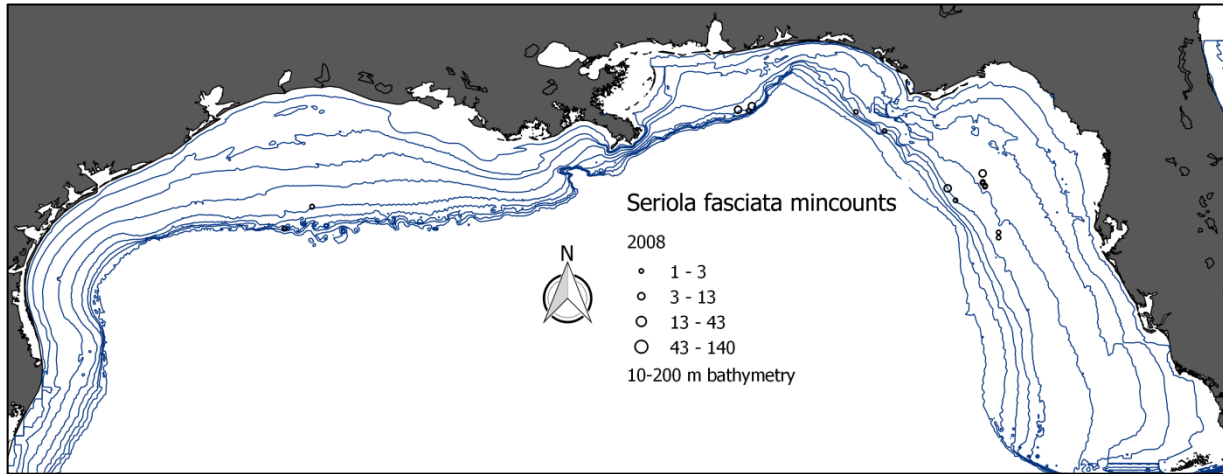 Seriola fasciata mincounts
2008
N
1 - 3
3 - 13
13 - 43
43 - 140
10-200 m bathymetry